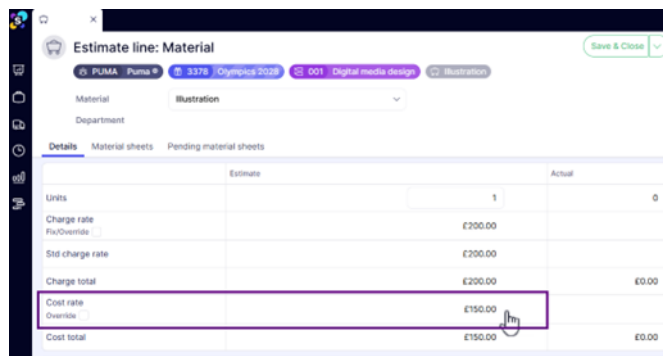 Estimate line: Material
Save & Close
PUMA Puma 3378 Olympics 2028 001 Digital media design Illustration
Material Illustration
Department
Details Material sheets Pending material sheets
Estimate Actual
Units 1 0
Charge rate £200.00
Fix/Override
Std charge rate £200.00
Charge total £200.00 £0.00
Cost rate £150.00
Override
Cost total £150.00 £0.00